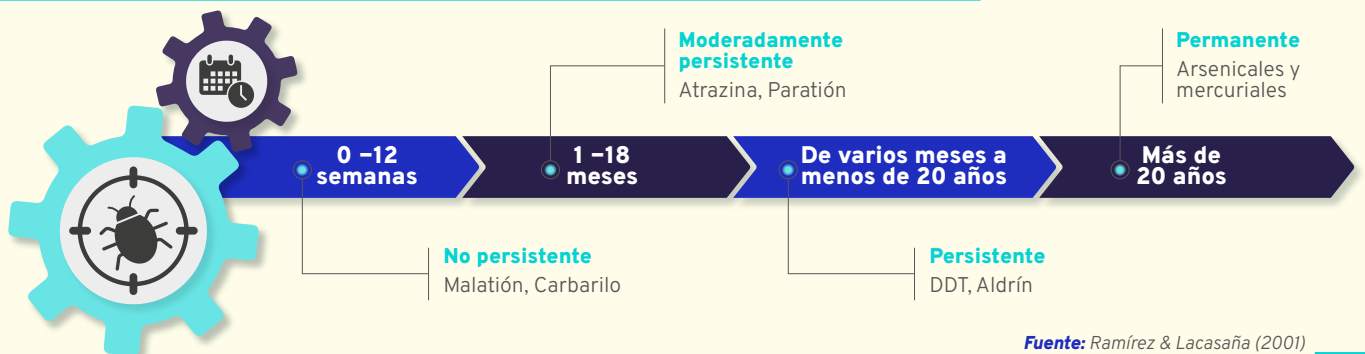 Moderadamente
persistente
Atrazina, Paratión
Permanente
Arsenicales y
mercuriales
0 –12
semanas
1 –18
meses
De varios meses a
menos de 20 años
Más de
20 años
No persistente
Malatión, Carbarilo
Persistente
DDT, Aldrín
Fuente: Ramírez & Lacasaña (2001)